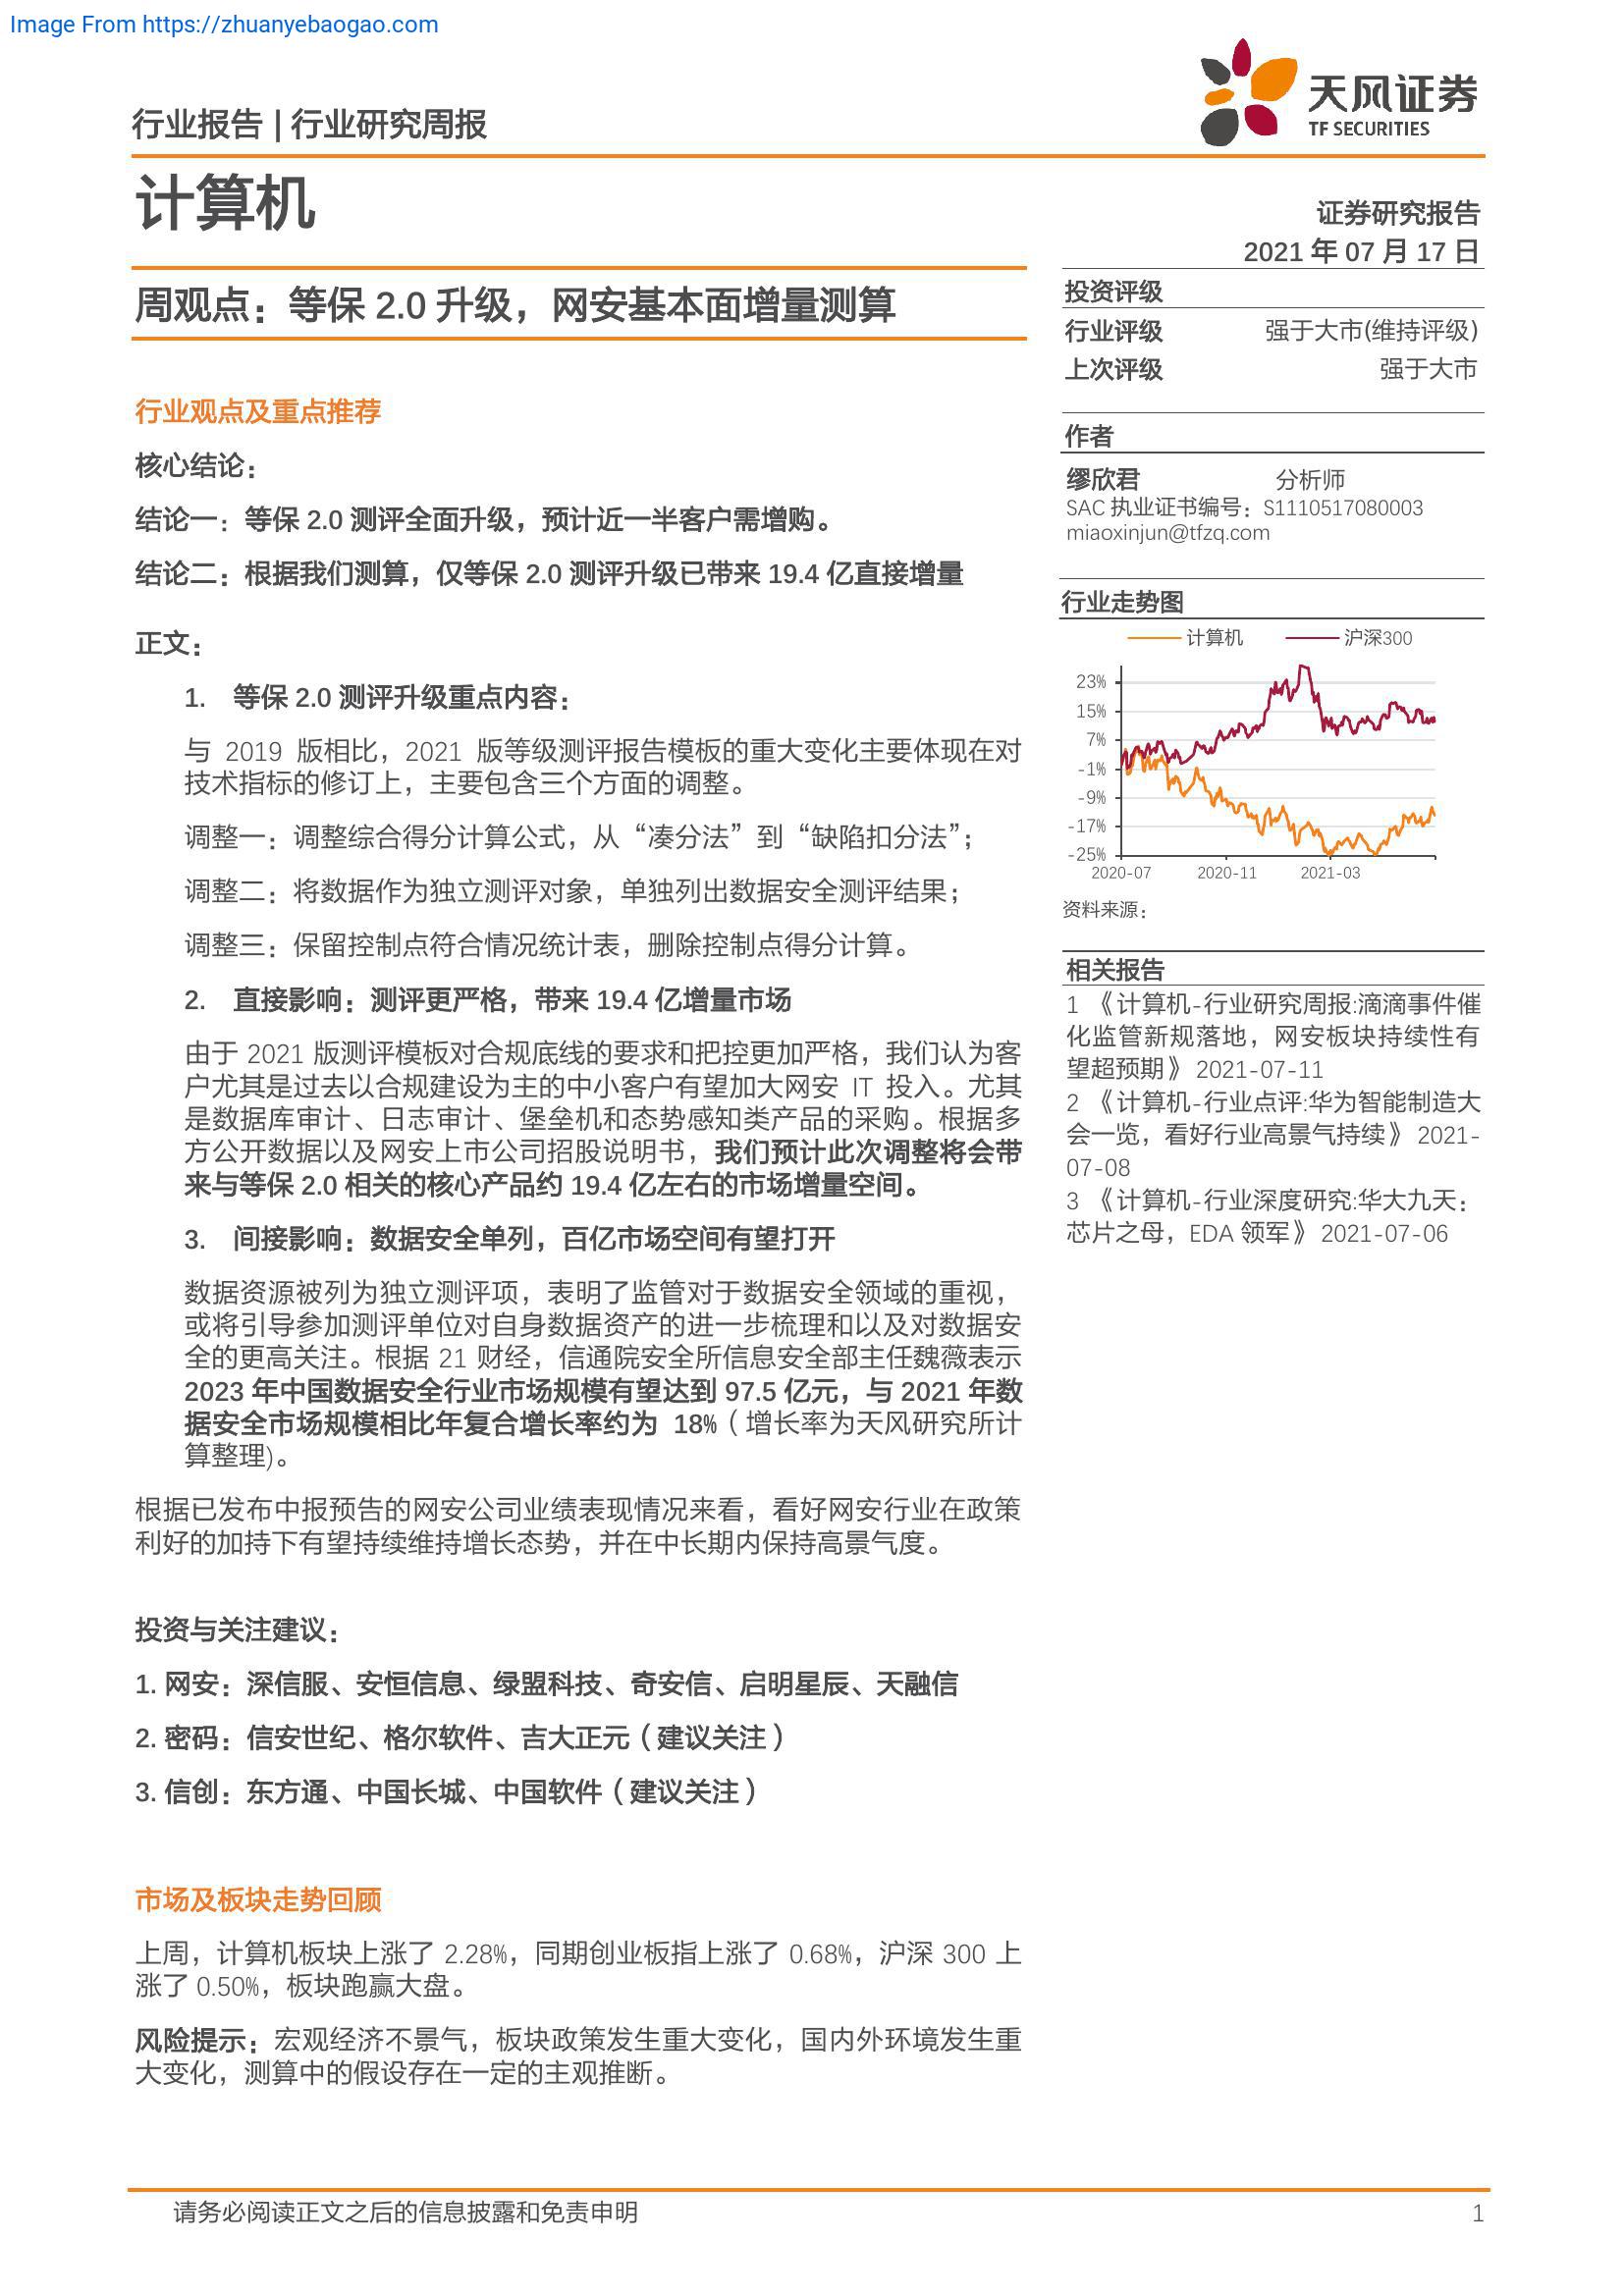 Image From https://zhuanyebaogao.com
行业报告 | 行业研究周报
天风证券
TF SECURITIES
计算机
周观点：等保 2.0 升级，网安基本面增量测算
行业观点及重点推荐
核心结论：
结论一：等保 2.0 测评全面升级，预计近一半客户需增购。
结论二：根据我们测算，仅等保 2.0 测评升级已带来 19.4 亿直接增量
正文：
1. 等保 2.0 测评升级重点内容：
与 2019 版相比，2021 版等级测评报告模板的重大变化主要体现在对
技术指标的修订上，主要包含三个方面的调整。
调整一：调整综合得分计算公式，从“凑分法”到“缺陷扣分法”；
调整二：将数据作为独立测评对象，单独列出数据安全测评结果；
调整三：保留控制点符合情况统计表，删除控制点得分计算。
2. 直接影响：测评更严格，带来 19.4 亿增量市场
由于 2021 版测评模板对合规底线的要求和把控更加严格，我们认为客
户尤其是过去以合规建设为主的中小客户有望加大网安 IT 投入。尤其
是数据库审计、日志审计、堡垒机和态势感知类产品的采购。根据多
方公开数据以及网安上市公司招股说明书，我们预计此次调整将会带
来与等保 2.0 相关的核心产品约 19.4 亿左右的市场增量空间。
3. 间接影响：数据安全单列，百亿市场空间有望打开
数据资源被列为独立测评项，表明了监管对于数据安全领域的重视，
或将引导参加测评单位对自身数据资产的进一步梳理和以及对数据安
全的更高关注。根据 21 财经，信通院安全所信息安全部主任魏薇表示
2023 年中国数据安全行业市场规模有望达到 97.5 亿元，与 2021 年数
据安全市场规模相比年复合增长率约为 18%（增长率为天风研究所计
算整理)。
根据已发布中报预告的网安公司业绩表现情况来看，看好网安行业在政策
利好的加持下有望持续维持增长态势，并在中长期内保持高景气度。
投资与关注建议：
1. 网安：深信服、安恒信息、绿盟科技、奇安信、启明星辰、天融信
2. 密码：信安世纪、格尔软件、吉大正元（建议关注）
3. 信创：东方通、中国长城、中国软件（建议关注）
市场及板块走势回顾
上周，计算机板块上涨了 2.28%，同期创业板指上涨了 0.68%，沪深 300 上
涨了 0.50%，板块跑赢大盘。
风险提示：宏观经济不景气，板块政策发生重大变化，国内外环境发生重
大变化，测算中的假设存在一定的主观推断。
证券研究报告
2021 年 07 月 17 日
投资评级
行业评级 强于大市(维持评级)
上次评级 强于大市
作者
缪欣君 分析师
SAC 执业证书编号：S1110517080003
miaoxinjun@tfzq.com
行业走势图
计算机 沪深300
23%
15%
7%
-1%
-9%
-17%
-25%
2020-07 2020-11 2021-03
资料来源：
相关报告
1 《计算机-行业研究周报:滴滴事件催
化监管新规落地，网安板块持续性有
望超预期》 2021-07-11
2 《计算机-行业点评:华为智能制造大
会一览，看好行业高景气持续》 2021-
07-08
3 《计算机-行业深度研究:华大九天：
芯片之母，EDA 领军》 2021-07-06
请务必阅读正文之后的信息披露和免责申明 1